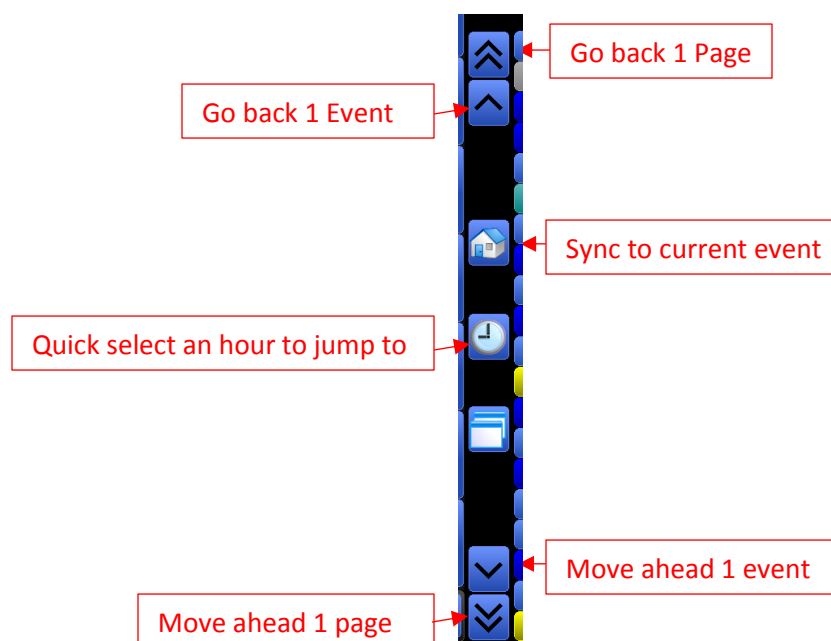 Go back 1 Page
Go back 1 Event
Sync to current event
Quick select an hour to jump to
Move ahead 1 event
Move ahead 1 page